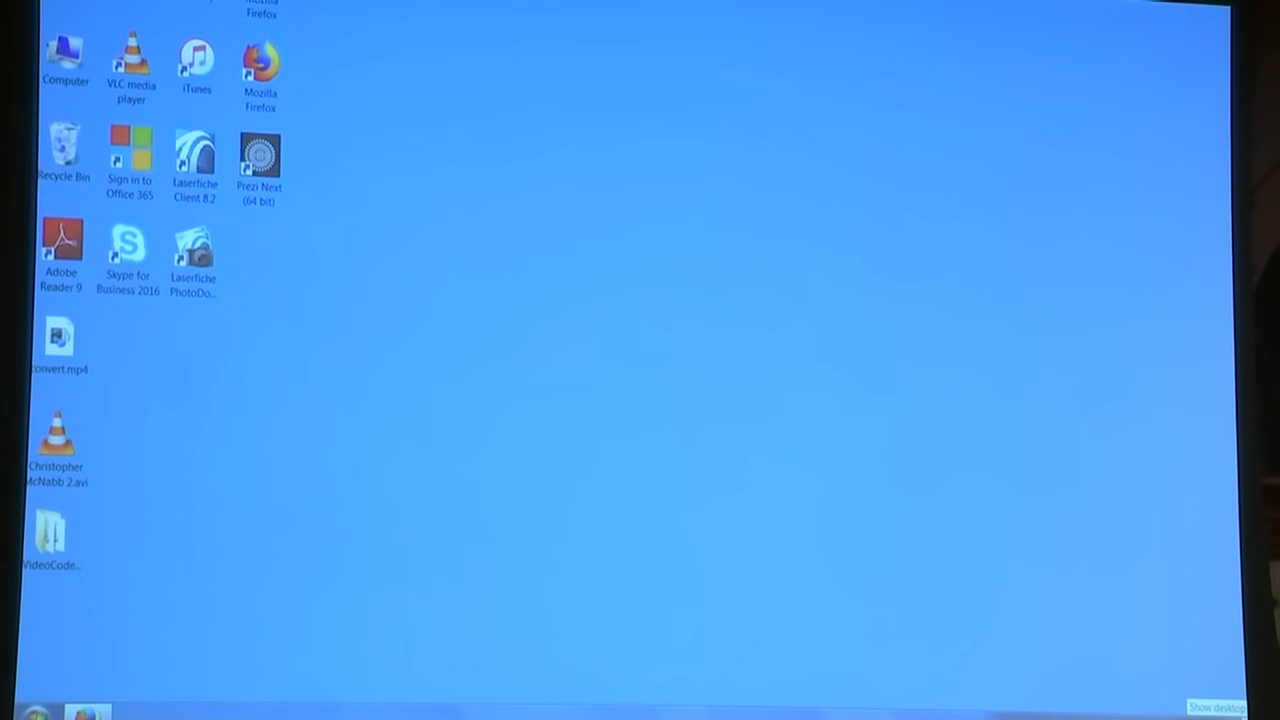 Firefox
Computer
VLC media
player
iTunes
Mozilla
Firefox
Recycle Bin
Sign in to
Office 365
Laserfiche
Client 8.2
Prezi Next
(64 bit)
Adobe
Reader 9
Skype for
Business 2016
Laserfiche
PhotoDo...
convert.mp4
Christopher
McNabb 2.avi
VideoCode...
Show desktop